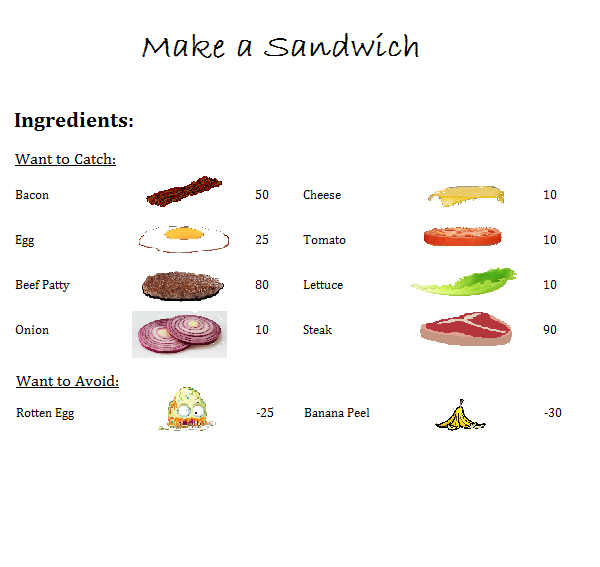 Make a Sandwich
Ingredients:
Want to Catch:
Bacon 50 Cheese 10
Egg 25 Tomato 10
Beef Patty 80 Lettuce 10
Onion 10 Steak 90
Want to Avoid:
Rotten Egg -25 Banana Peel -30